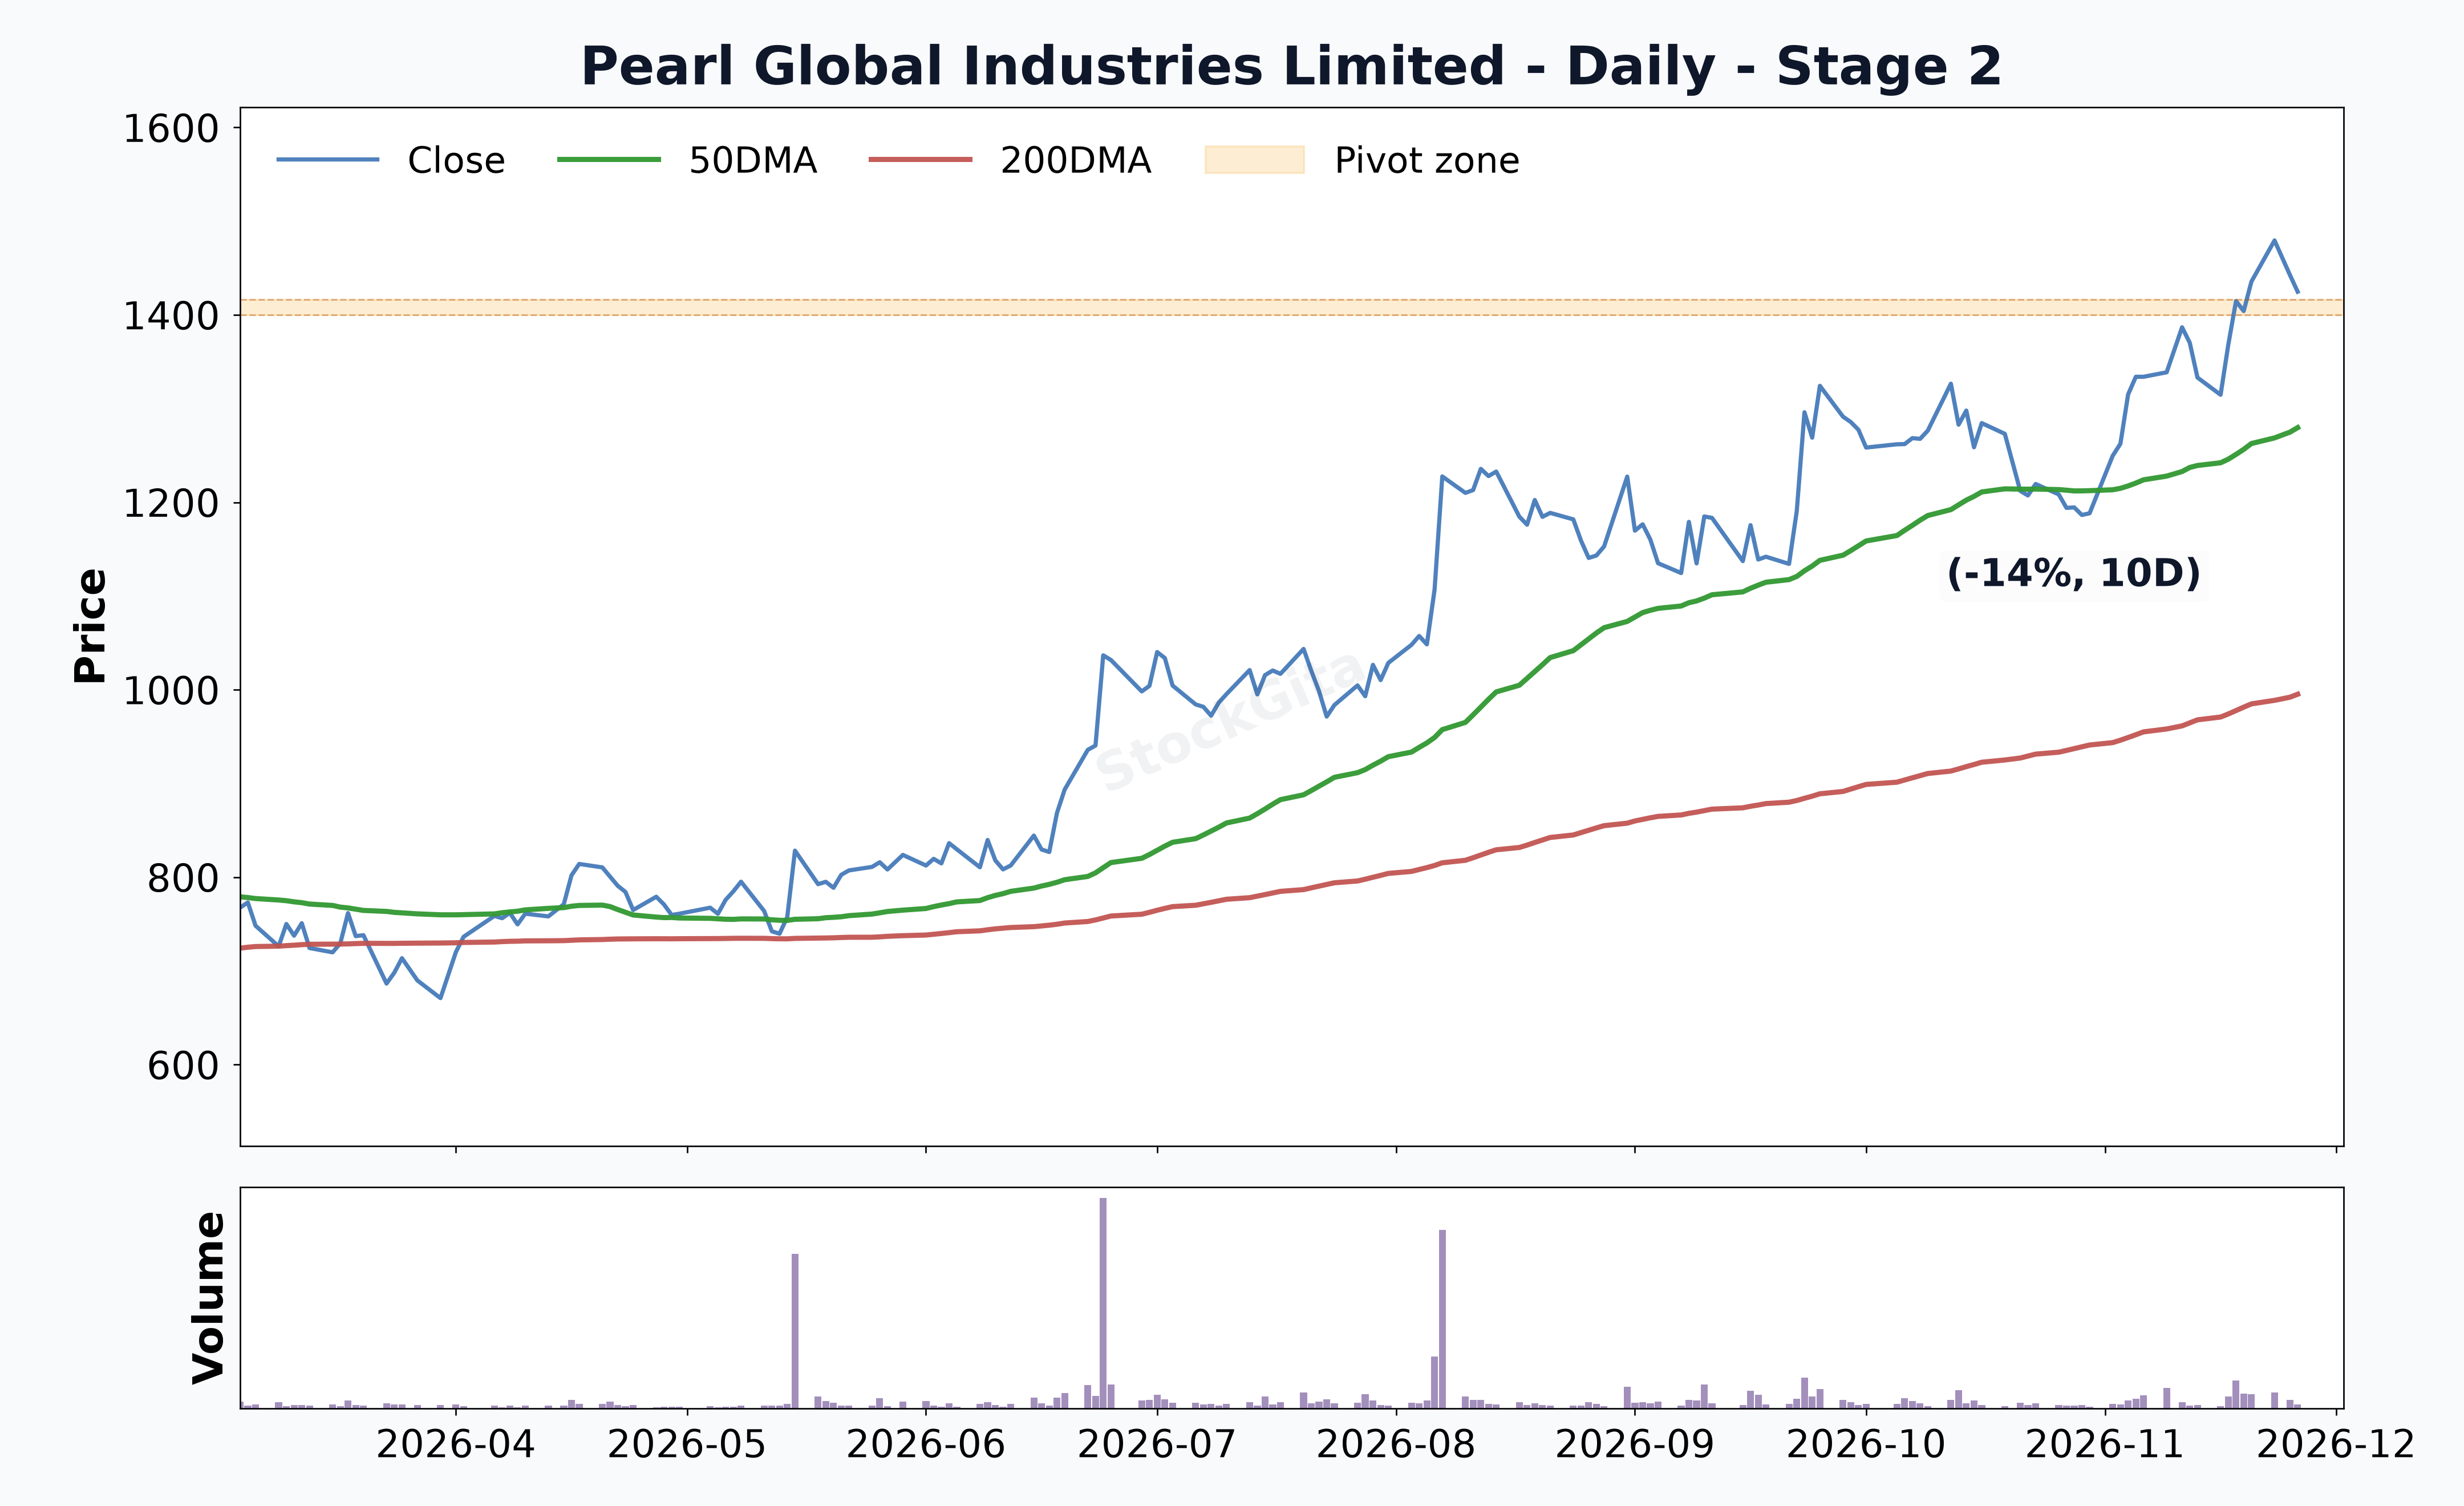 Pearl Global Industries Limited - Daily - Stage 2
Close 50DMA 200DMA Pivot zone
1600
1400
1200
1000
800
600
Price
(-14%, 10D)
StockGita
Volume
2026-04 2026-05 2026-06 2026-07 2026-08 2026-09 2026-10 2026-11 2026-12